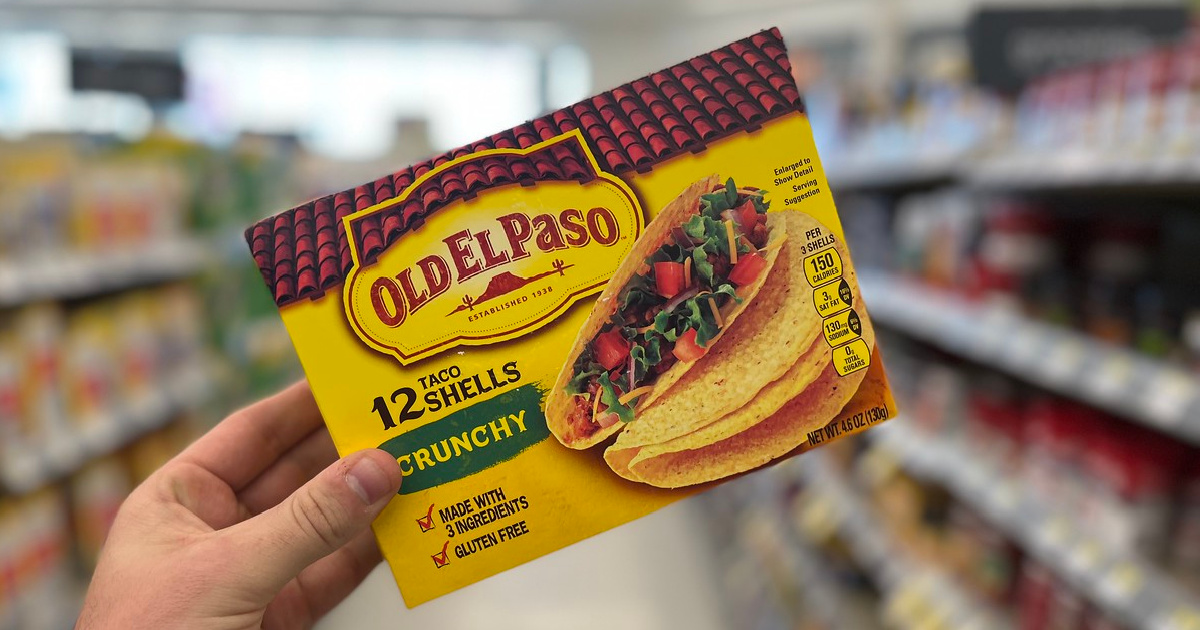 OLD EL PASO
ESTABLISHED 1938
12 TACO
SHELLS
CRUNCHY
MADE WITH
3 INGREDIENTS
GLUTEN FREE
Enlarged to
Show Detail
Serving
Suggestion
PER
3 SHELLS
150
CALORIES
3g
SAT FAT
130mg
SODIUM
0g
TOTAL
SUGARS
NET WT. 4.6 OZ (130g)